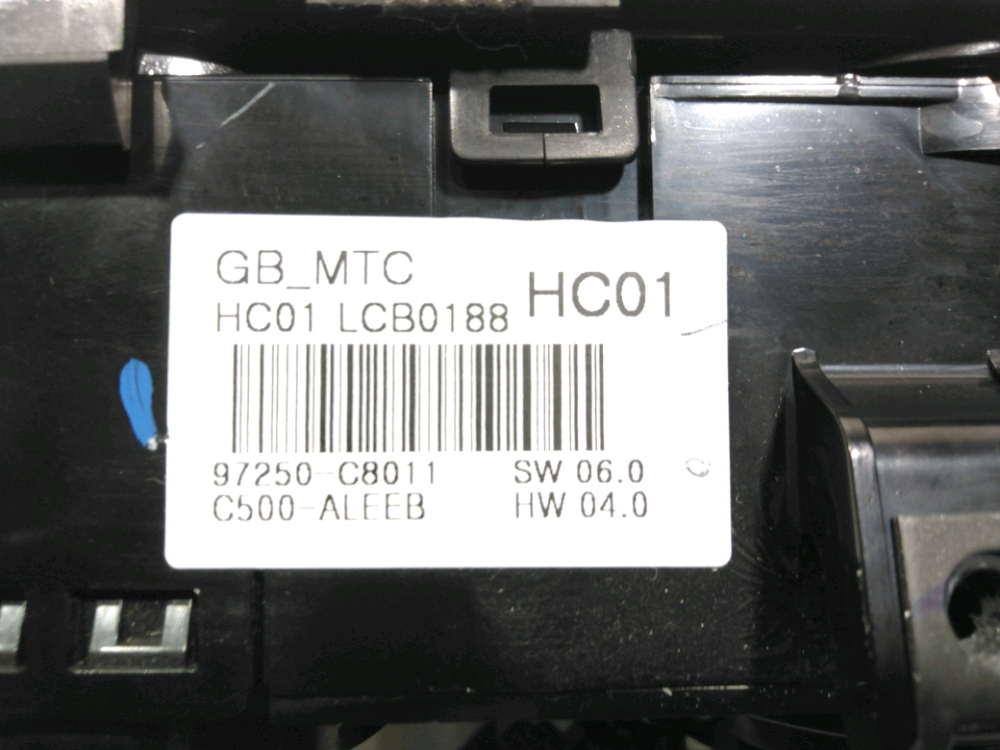 GB_MTC
HC01 LCB0188 HC01
97250-C8011 SW 06.0
C500-ALEEB HW 04.0